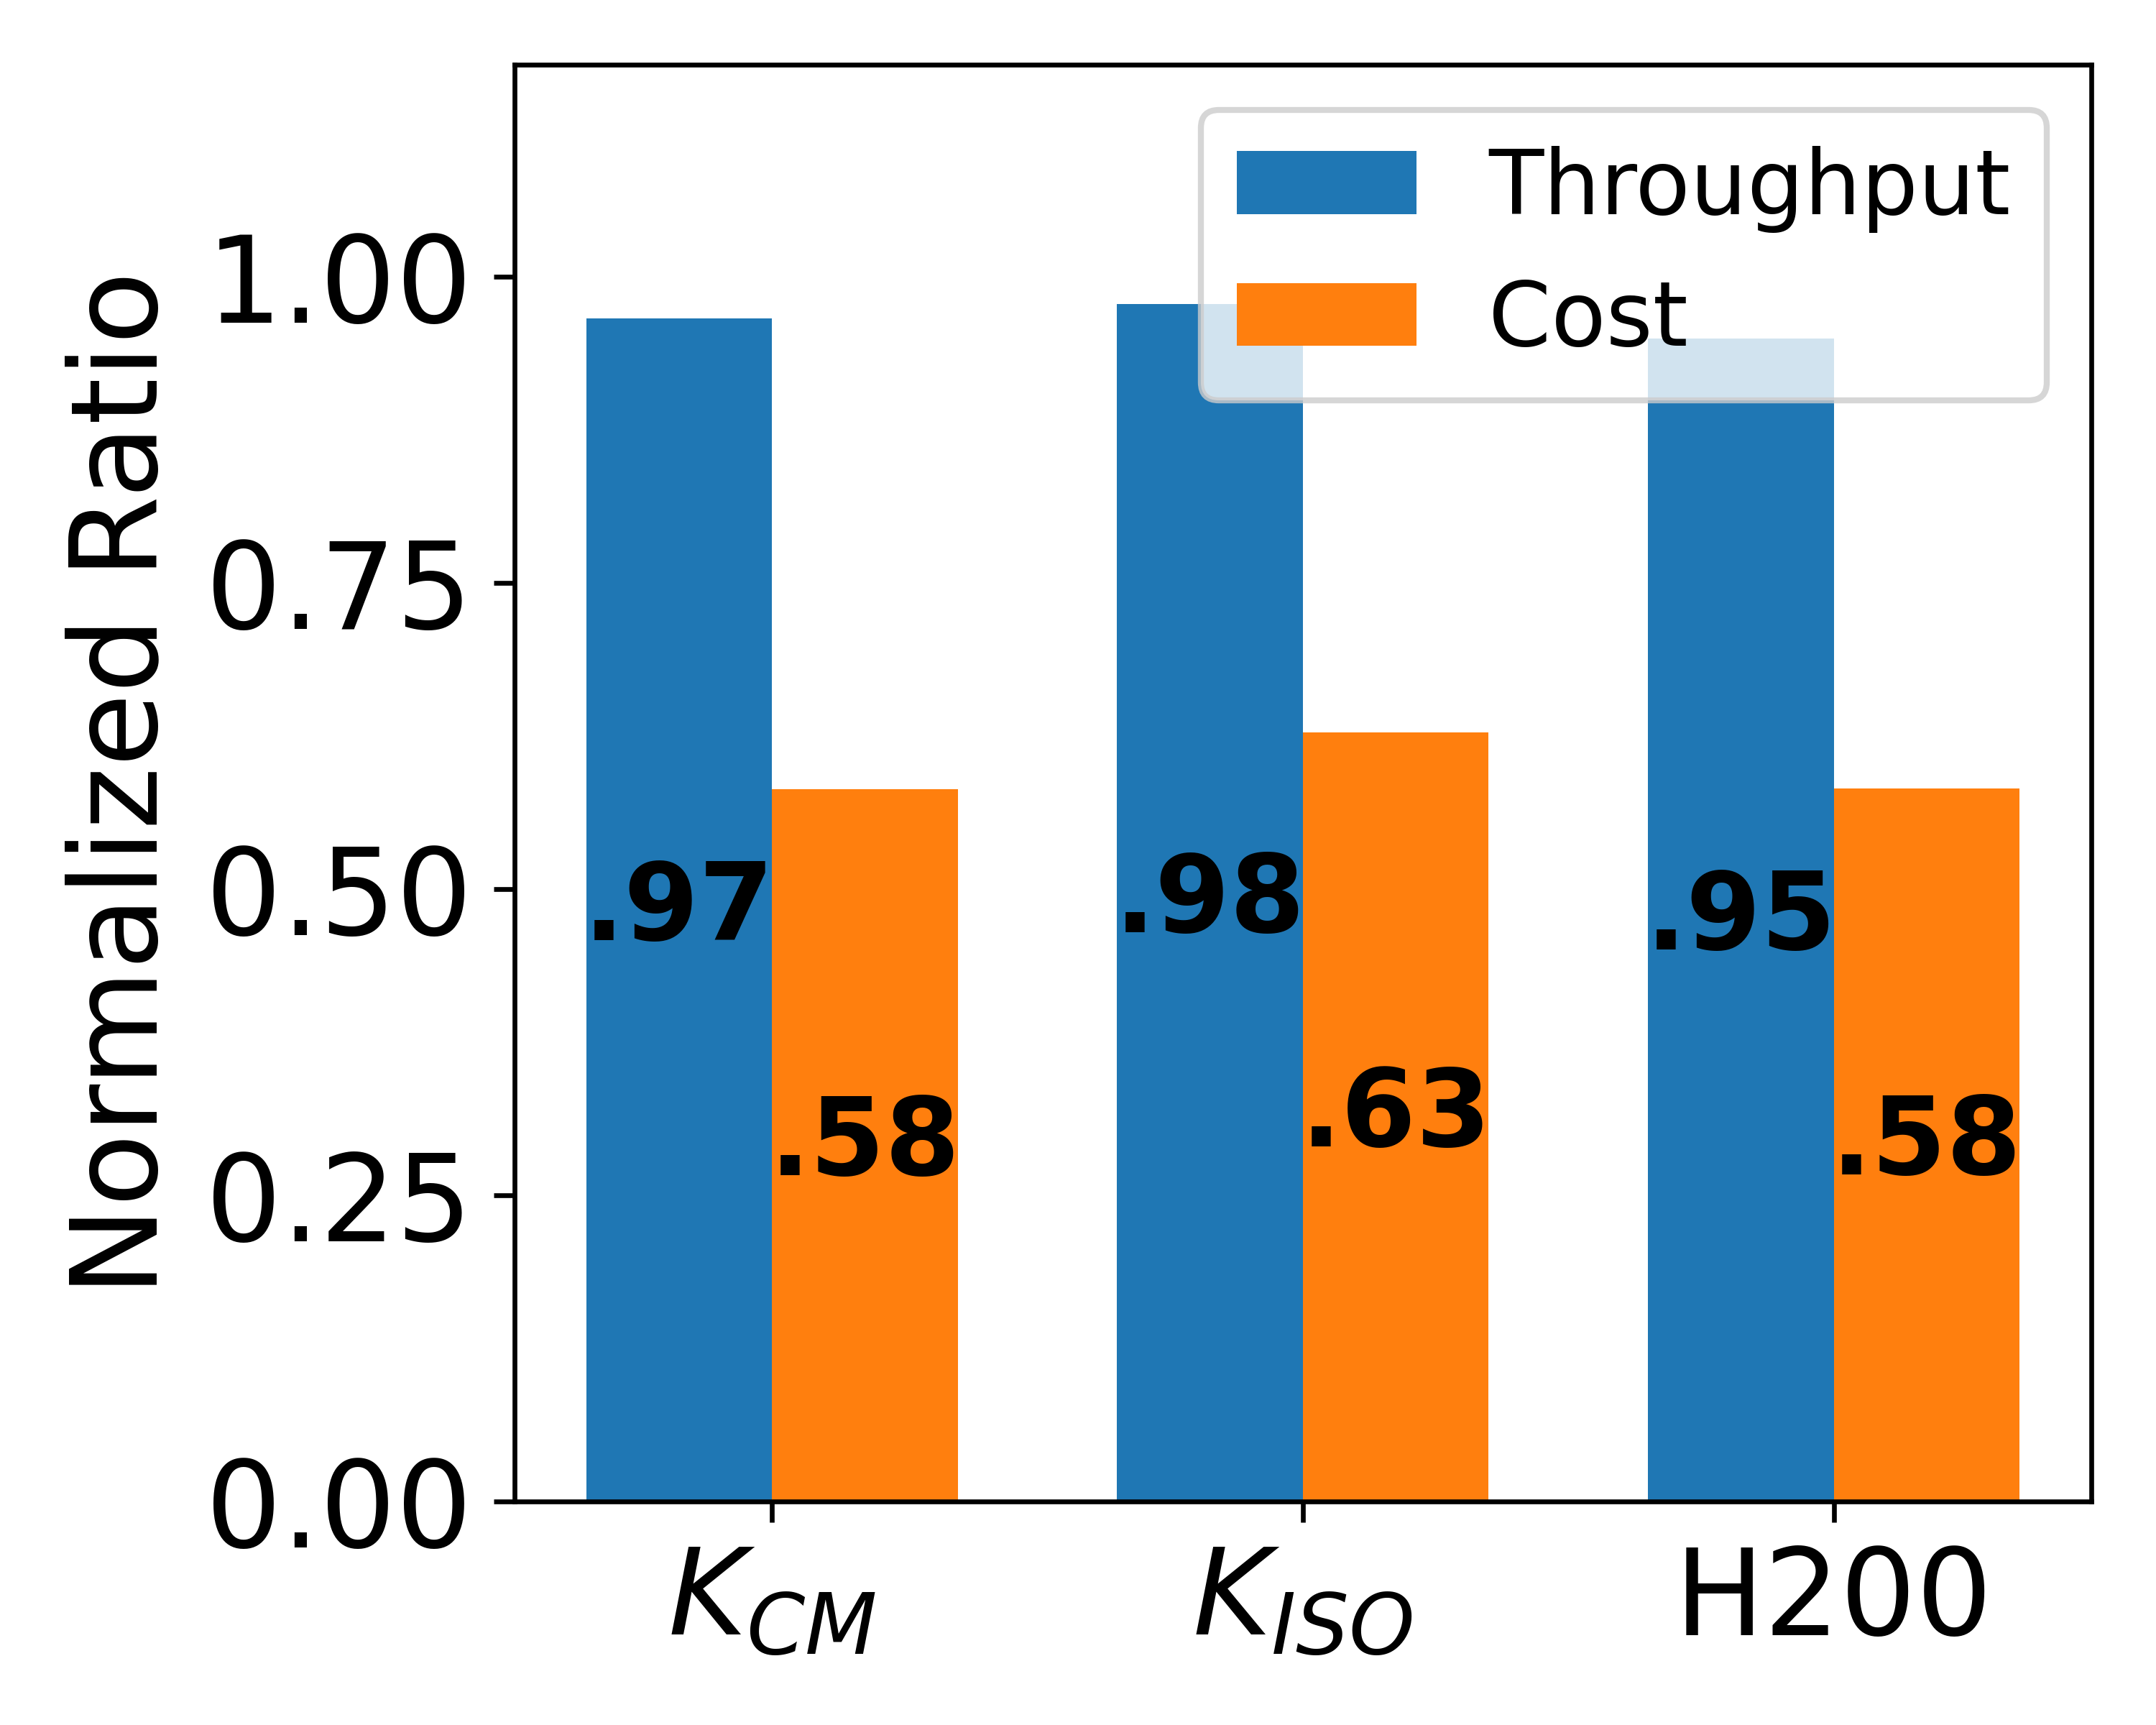 Throughput
Cost
Normalized Ratio
1.00
0.75
0.50
0.25
0.00
.97
.58
.98
.63
.95
.58
K_CM
K_ISO
H200